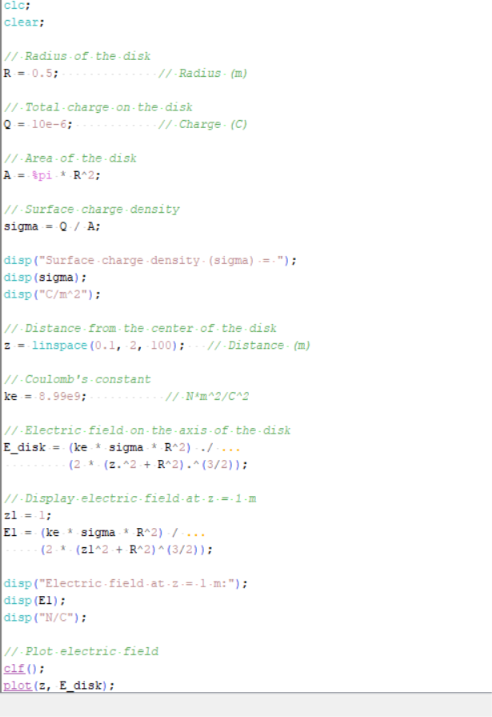 clc;
clear;
// Radius of the disk
R = 0.5; // Radius (m)
// Total charge on the disk
Q = 10e-6; // Charge (C)
// Area of the disk
A = %pi * R^2;
// Surface charge density
sigma = Q / A;
disp("Surface charge density (sigma) = ");
disp(sigma);
disp("C/m^2");
// Distance from the center of the disk
z = linspace(0.1, 2, 100); // Distance (m)
// Coulomb's constant
ke = 8.99e9; // N*m^2/C^2
// Electric field on the axis of the disk
E_disk = (ke * sigma * R^2) ./ ...
(2 * (z.^2 + R^2).^(3/2));
// Display electric field at z = 1 m
z1 = 1;
E1 = (ke * sigma * R^2) / ...
(2 * (z1^2 + R^2)^(3/2));
disp("Electric field at z = 1 m:");
disp(E1);
disp("N/C");
// Plot electric field
clf();
plot(z, E_disk);